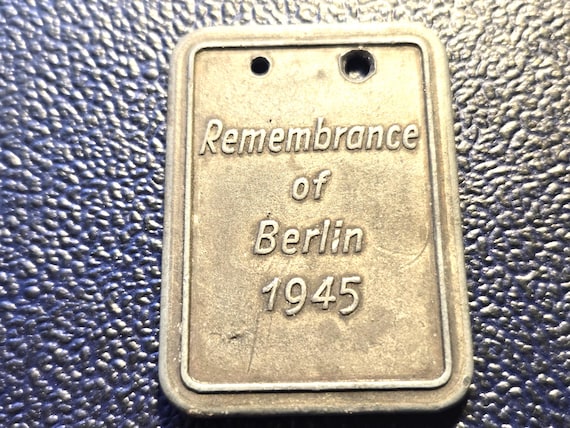 Remembrance
of
Berlin
1945